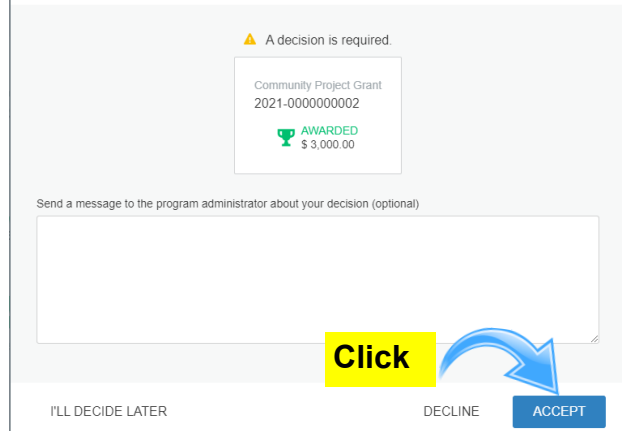 A decision is required.
Community Project Grant
2021-0000000002
AWARDED
$ 3,000.00
Send a message to the program administrator about your decision (optional)
Click
I'LL DECIDE LATER
DECLINE
ACCEPT